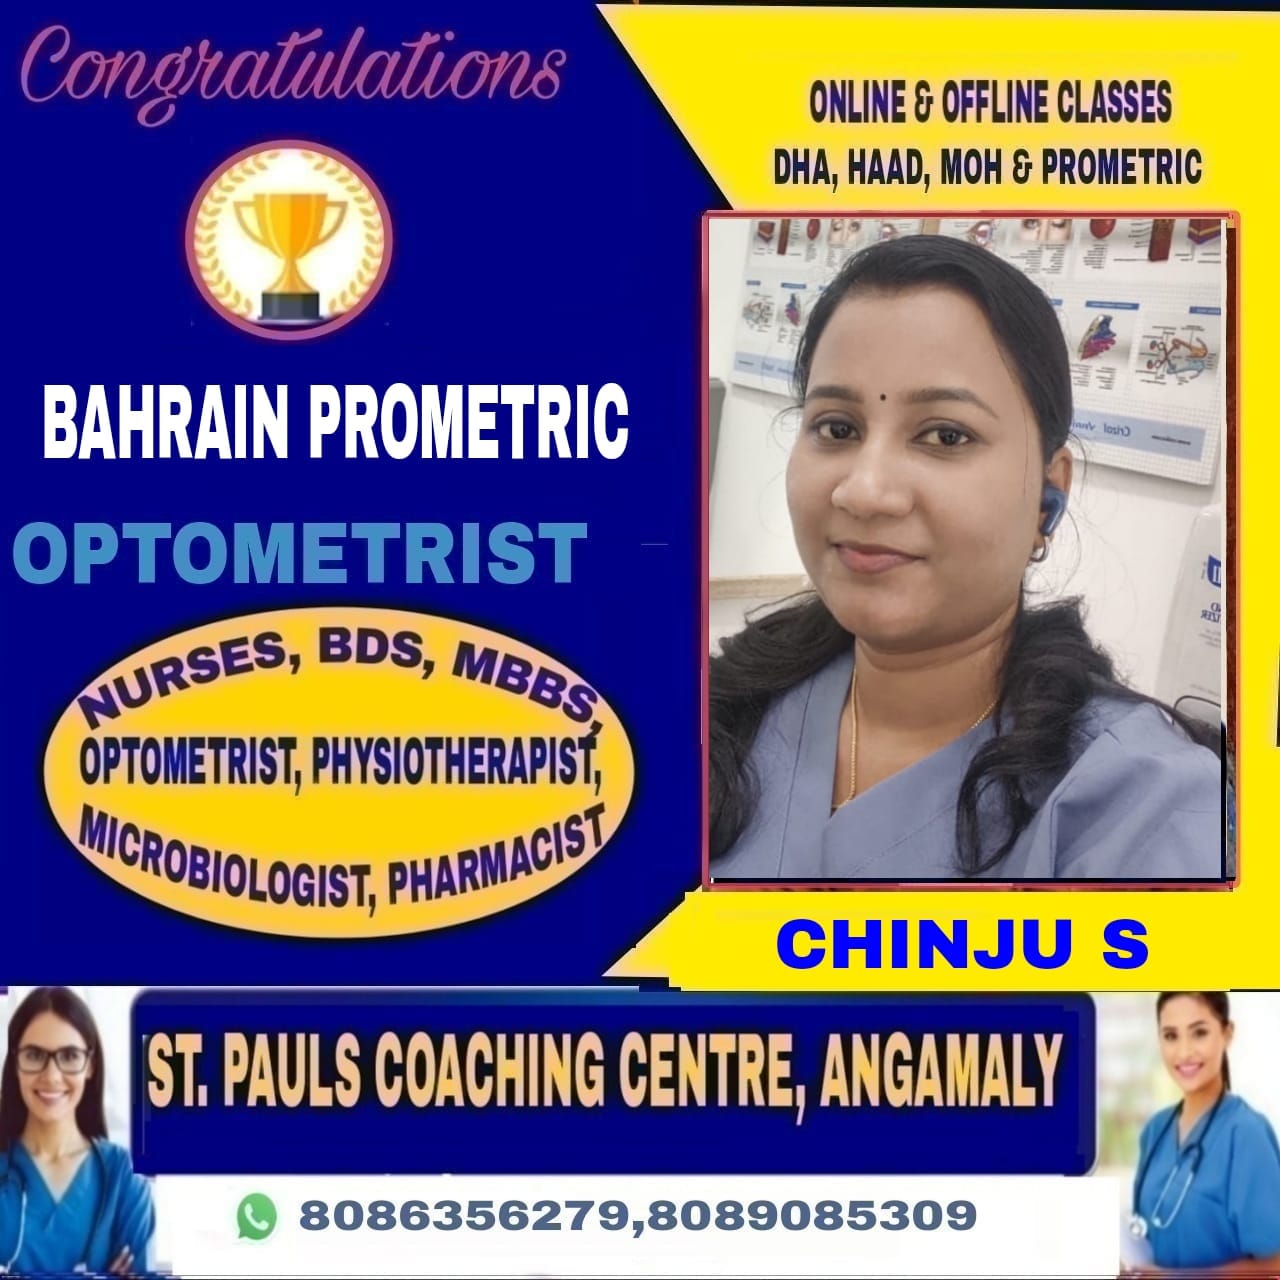 Congratulations
ONLINE & OFFLINE CLASSES
DHA, HAAD, MOH & PROMETRIC
BAHRAIN PROMETRIC
OPTOMETRIST
NURSES, BDS, MBBS,
OPTOMETRIST, PHYSIOTHERAPIST,
MICROBIOLOGIST, PHARMACIST
Crizal
CHINJU S
ST. PAULS COACHING CENTRE, ANGAMALY
8086356279,8089085309